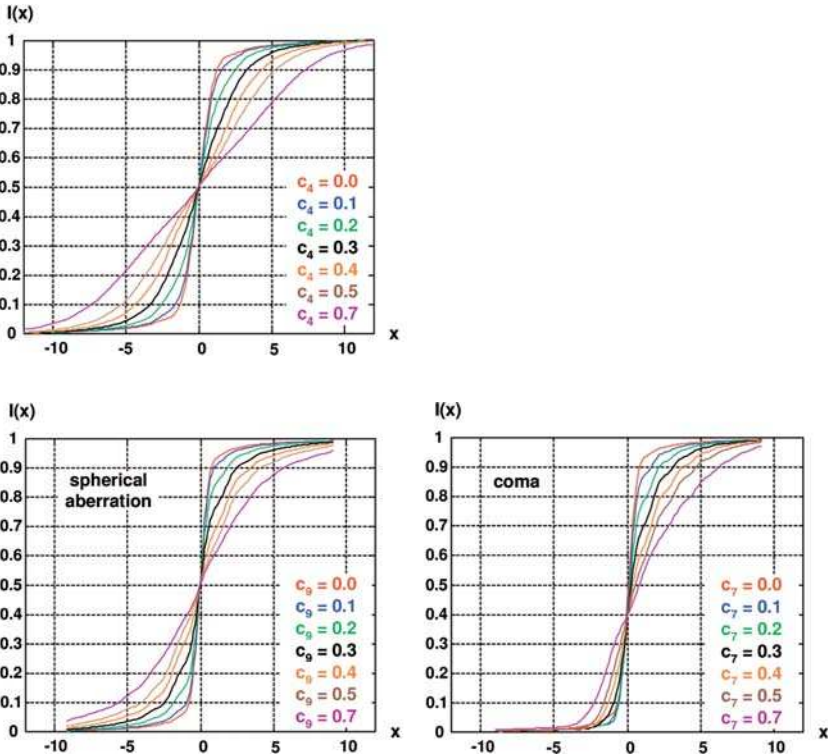 I(x)
1
0.9
0.8
0.7
0.6
0.5
0.4
0.3
0.2
0.1
0
c4 = 0.0
c4 = 0.1
c4 = 0.2
c4 = 0.3
c4 = 0.4
c4 = 0.5
c4 = 0.7
-10 -5 0 5 10 x
I(x)
1
0.9
0.8
0.7
0.6
0.5
0.4
0.3
0.2
0.1
0
spherical
aberration
c9 = 0.0
c9 = 0.1
c9 = 0.2
c9 = 0.3
c9 = 0.4
c9 = 0.5
c9 = 0.7
-10 -5 0 5 x
I(x)
1
0.9
0.8
0.7
0.6
0.5
0.4
0.3
0.2
0.1
0
coma
c7 = 0.0
c7 = 0.1
c7 = 0.2
c7 = 0.3
c7 = 0.4
c7 = 0.5
c7 = 0.7
-10 -5 0 5 10 x